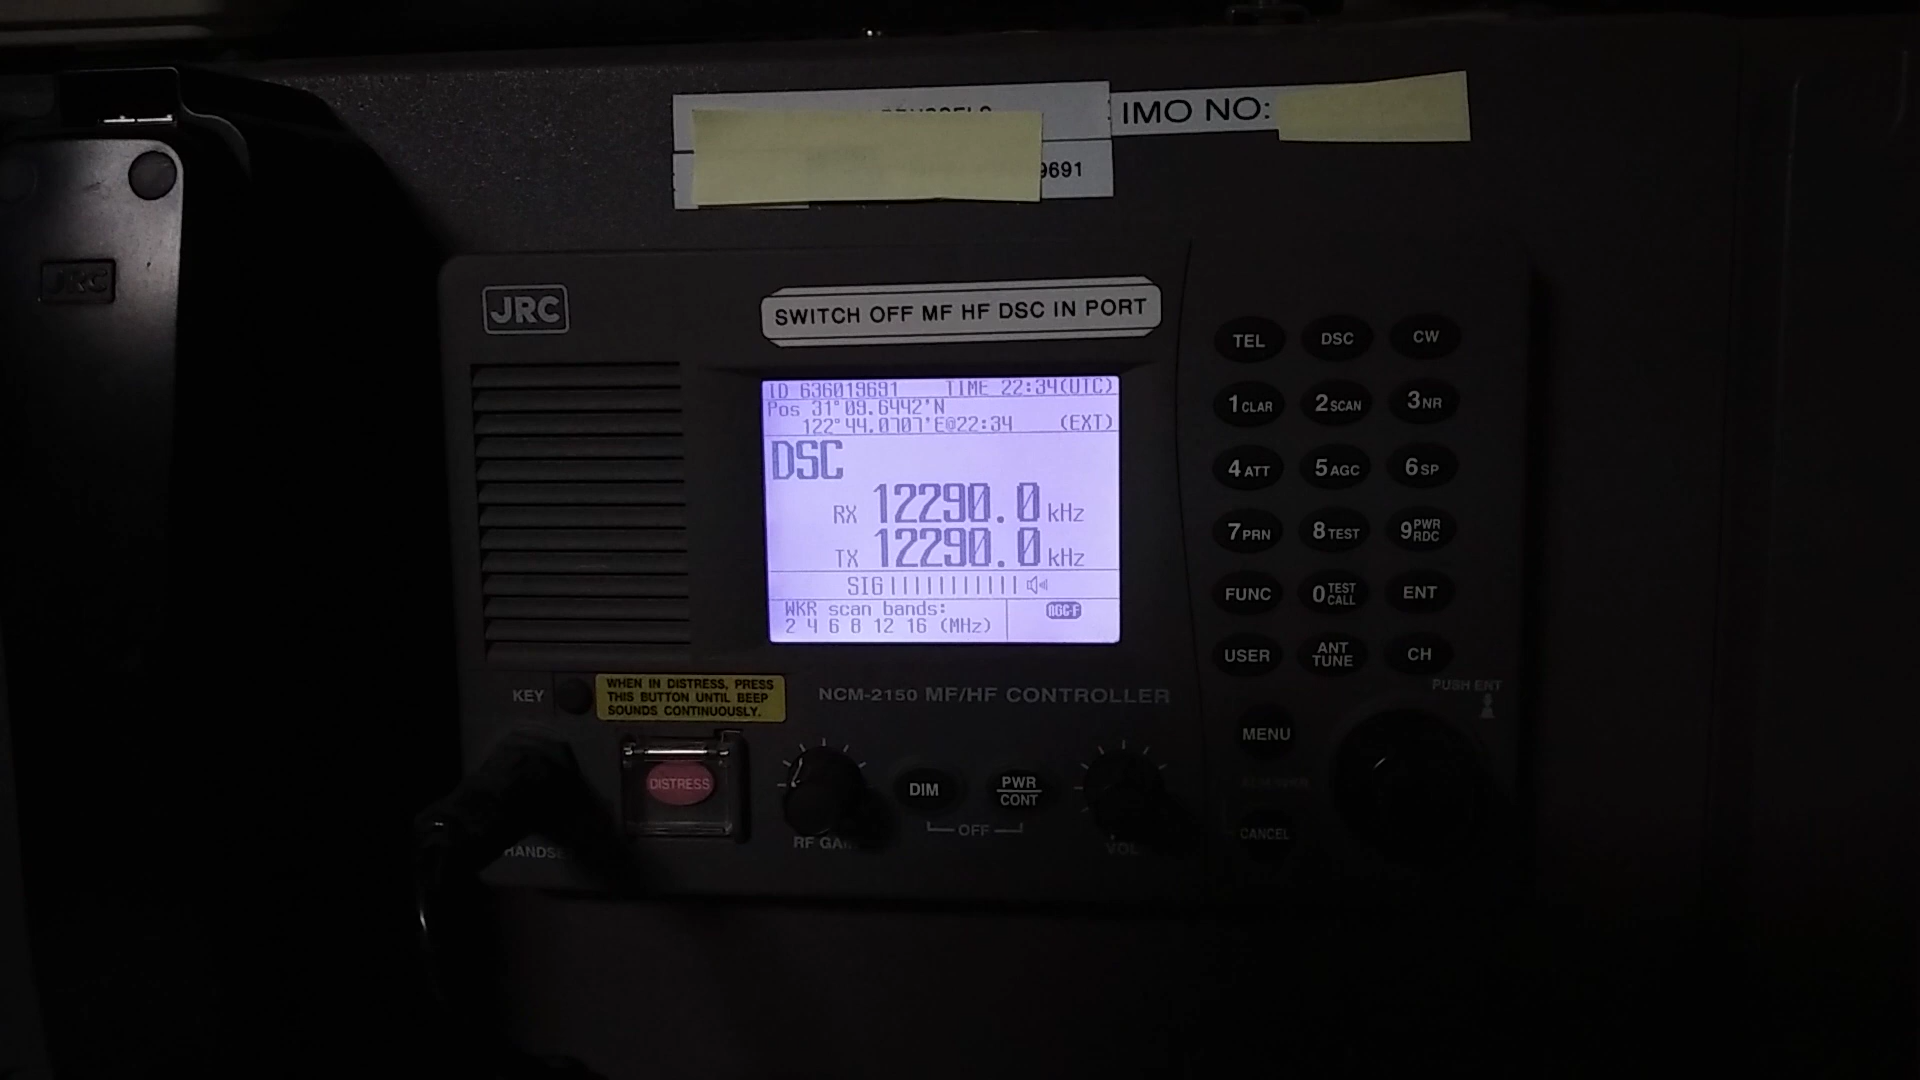 IMO NO:
9691
JRC
JRC
SWITCH OFF MF HF DSC IN PORT
ID 636019691 TIME 22:34(UTC)
Pos 31°09.6442'N
122°44.0707'E@22:34 (EXT)
DSC
RX 12290.0 kHz
TX 12290.0 kHz
SIG
WKR scan bands:
2 4 6 8 12 16 (MHz)
AGC-F
TEL DSC CW
1 CLAR 2 SCAN 3 NR
4 ATT 5 AGC 6 SP
7 PRN 8 TEST 9 PWR RDC
FUNC 0 TEST CALL ENT
USER ANT TUNE CH
PUSH ENT
KEY
WHEN IN DISTRESS, PRESS
THIS BUTTON UNTIL BEEP
SOUNDS CONTINUOUSLY.
NCM-2150 MF/HF CONTROLLER
MENU
DISTRESS
DIM
PWR
CONT
OFF
RF GAIN
VOL
CANCEL